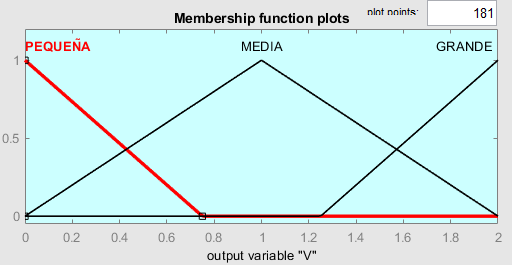 Membership function plots
plot points:
181
PEQUEÑA
MEDIA
GRANDE
1
0.5
0
0 0.2 0.4 0.6 0.8 1 1.2 1.4 1.6 1.8 2
output variable "V"